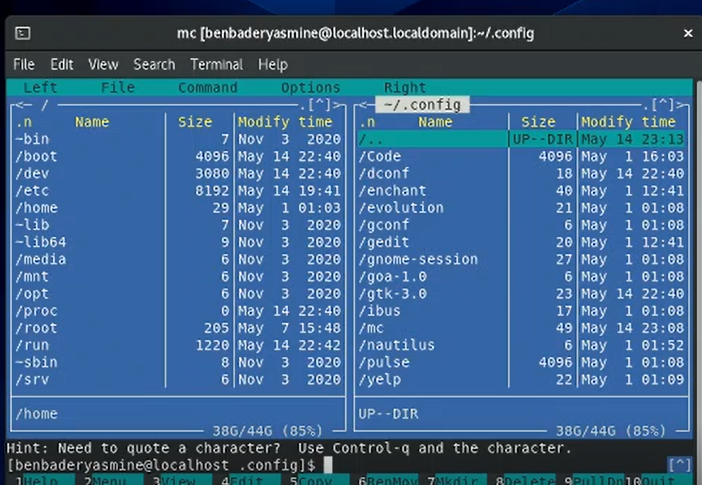 mc [benbaderyasmine@localhost.localdomain]:~/.config
File Edit View Search Terminal Help
Left File Command Options Right
<— / .[^]>
.n Name Size Modify time
~bin 7 Nov 3 2020
/boot 4096 May 14 22:40
/dev 3080 May 14 22:40
/etc 8192 May 14 19:41
/home 29 May 1 01:03
~lib 7 Nov 3 2020
~lib64 9 Nov 3 2020
/media 6 Nov 3 2020
/mnt 6 Nov 3 2020
/opt 6 Nov 3 2020
/proc 0 May 14 22:40
/root 205 May 7 15:48
/run 1220 May 14 22:42
~sbin 8 Nov 3 2020
/srv 6 Nov 3 2020
/home
38G/44G (85%)
<— ~/.config .[^]>
.n Name Size Modify time
/.. UP--DIR May 14 23:13
/Code 4096 May 1 16:03
/dconf 18 May 14 22:40
/enchant 40 May 1 12:41
/evolution 21 May 1 01:08
/gconf 6 May 1 01:08
/gedit 20 May 1 12:41
/gnome-session 27 May 1 01:08
/goa-1.0 6 May 1 01:08
/gtk-3.0 23 May 14 22:40
/ibus 17 May 1 01:08
/mc 49 May 14 23:08
/nautilus 6 May 1 01:52
/pulse 4096 May 1 01:08
/yelp 22 May 1 01:09
UP--DIR
38G/44G (85%)
Hint: Need to quote a character? Use Control-q and the character.
[benbaderyasmine@localhost .config]$ [^]
1Help 2Menu 3View 4Edit 5Copy 6RenMov 7Mkdir 8Delete 9PullDn 10Quit